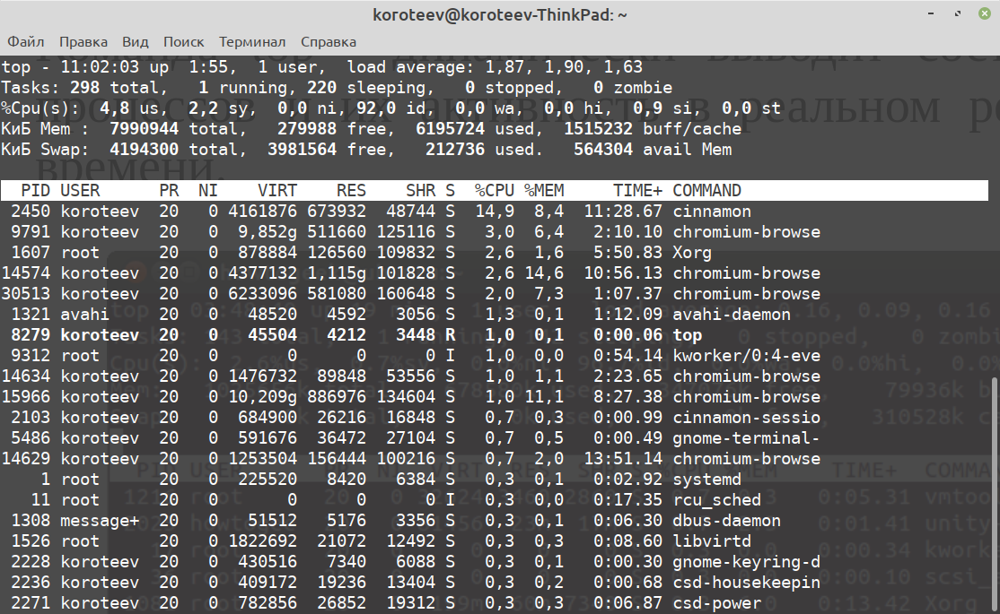 koroteev@koroteev-ThinkPad: ~
Файл Правка Вид Поиск Терминал Справка
top - 11:02:03 up  1:55,  1 user,  load average: 1,87, 1,90, 1,63
Tasks: 298 total,   1 running, 220 sleeping,   0 stopped,   0 zombie
%Cpu(s):  4,8 us,  2,2 sy,  0,0 ni, 92,0 id,  0,0 wa,  0,0 hi,  0,9 si,  0,0 st
КиБ Mem :  7990944 total,   279988 free,  6195724 used,  1515232 buff/cache
КиБ Swap:  4194300 total,  3981564 free,   212736 used.   564304 avail Mem
PID USER      PR  NI    VIRT    RES    SHR S  %CPU %MEM     TIME+ COMMAND
2450 koroteev  20   0 4161876 673932  48744 S  14,9  8,4  11:28.67 cinnamon
9791 koroteev  20   0  9,852g 511660 125116 S   3,0  6,4   2:10.10 chromium-browse
1607 root      20   0  878884 126560 109832 S   2,6  1,6   5:50.83 Xorg
14574 koroteev  20   0 4377132 1,115g 101828 S   2,6 14,6  10:56.13 chromium-browse
30513 koroteev  20   0 6233096 581080 160648 S   2,0  7,3   1:07.37 chromium-browse
1321 avahi     20   0   48520   4592   3056 S   1,3  0,1   1:12.09 avahi-daemon
8279 koroteev  20   0   45504   4212   3448 R   1,0  0,1   0:00.06 top
9312 root      20   0       0      0      0 I   1,0  0,0   0:54.14 kworker/0:4-eve
14634 koroteev  20   0 1476732  89848  53556 S   1,0  1,1   2:23.65 chromium-browse
15966 koroteev  20   0 10,209g 886976 134604 S   1,0 11,1   8:27.38 chromium-browse
2103 koroteev  20   0  684900  26216  16848 S   0,7  0,3   0:00.99 cinnamon-sessio
5486 koroteev  20   0  591676  36472  27104 S   0,7  0,5   0:00.49 gnome-terminal-
14629 koroteev  20   0 1253504 156444 100216 S   0,7  2,0  13:51.14 chromium-browse
1 root      20   0  225520   8420   6384 S   0,3  0,1   0:02.92 systemd
11 root      20   0       0      0      0 I   0,3  0,0   0:17.35 rcu_sched
1308 message+  20   0   51512   5176   3356 S   0,3  0,1   0:06.30 dbus-daemon
1526 root      20   0 1822692  21072  12492 S   0,3  0,3   0:08.60 libvirtd
2228 koroteev  20   0  430516   7340   6088 S   0,3  0,1   0:00.30 gnome-keyring-d
2236 koroteev  20   0  409172  19236  13404 S   0,3  0,2   0:00.68 csd-housekeepin
2271 koroteev  20   0  782856  26852  19312 S   0,3  0,3   0:06.87 csd-power